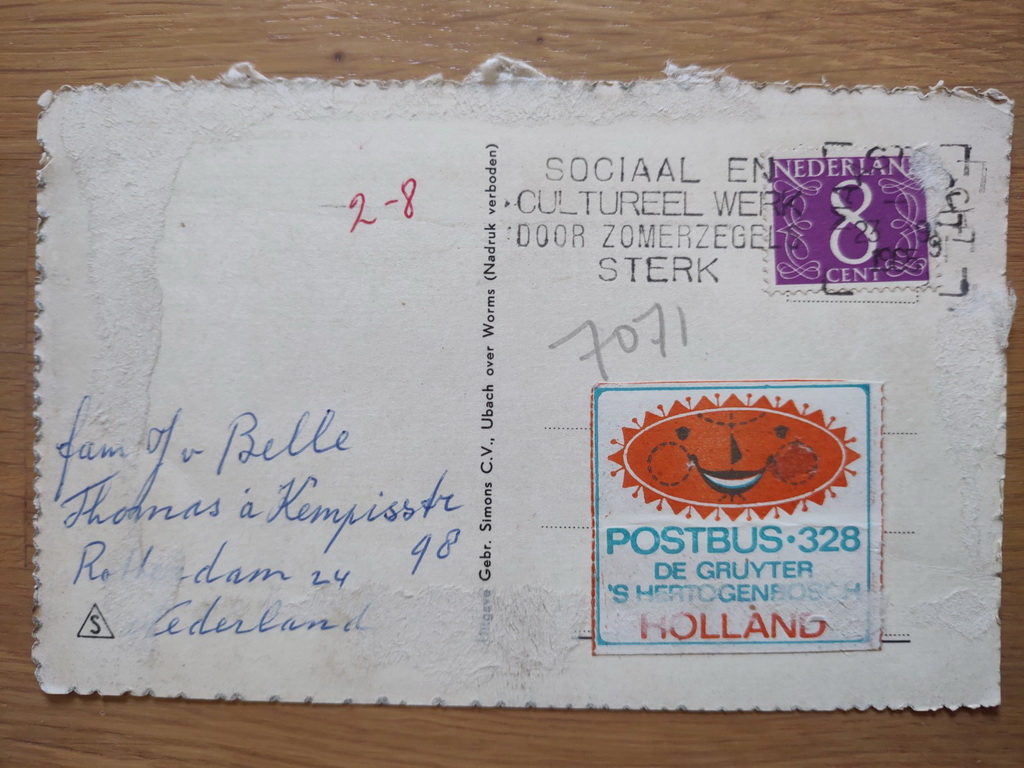 2-8
fam J v Belle
Thomas à Kempisstr
98
Rotterdam 24
Nederland
S
Uitgave Gebr. Simons C.V., Ubach over Worms (Nadruk verboden)
SOCIAAL EN
CULTUREEL WERK
DOOR ZOMERZEGELS
STERK
NEDERLAND
8
CENT
7071
POSTBUS·328
DE GRUYTER
'S HERTOGENBOSCH
HOLLAND